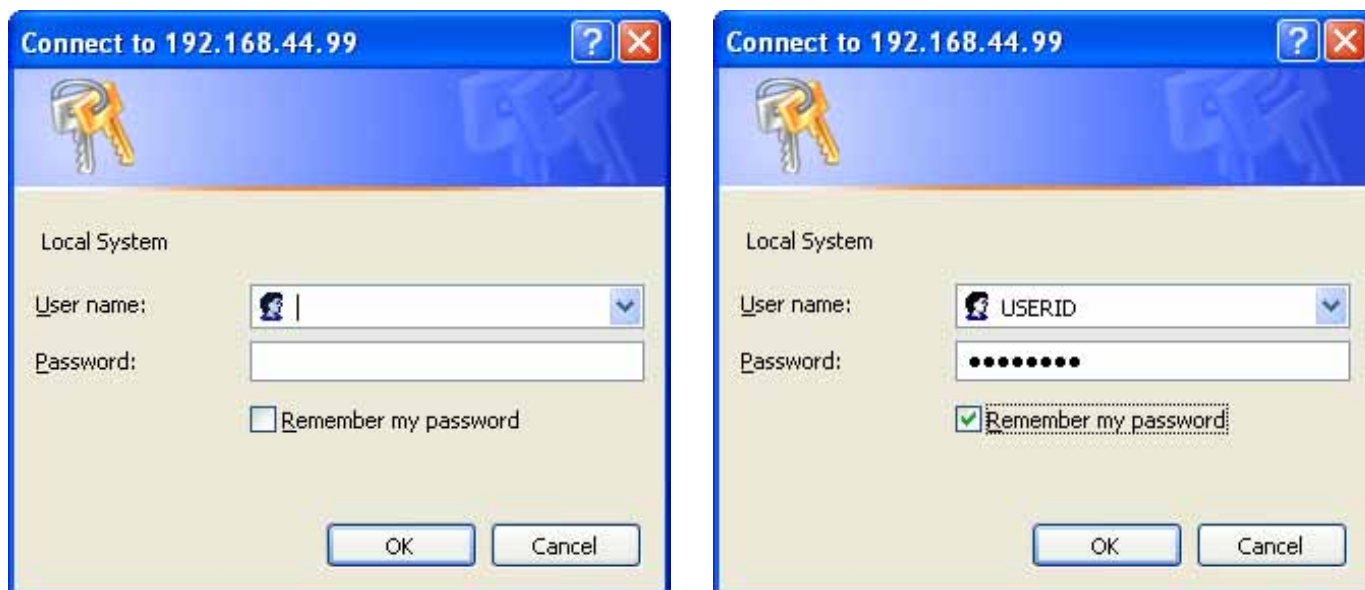 Connect to 192.168.44.99
Local System
User name:
Password:
Remember my password
OK Cancel
Connect to 192.168.44.99
Local System
User name: USERID
Password: ●●●●●●●●
Remember my password
OK Cancel